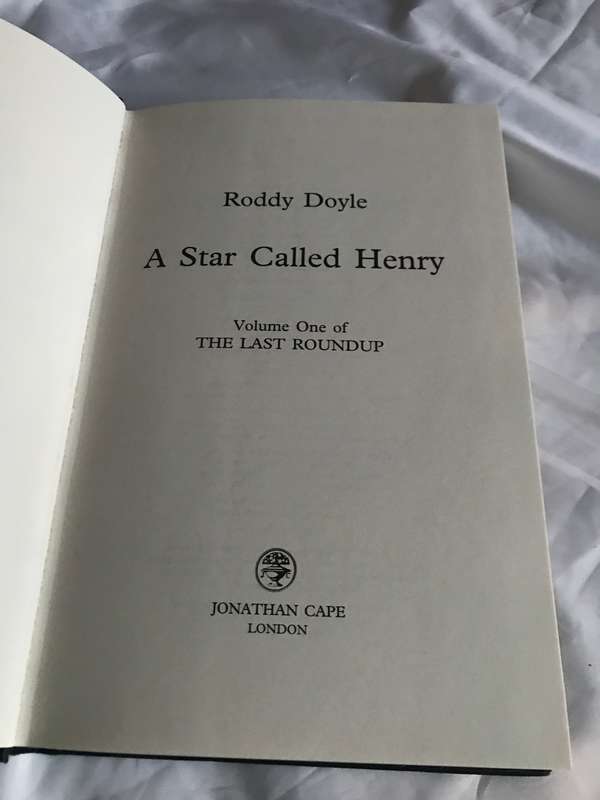 Roddy Doyle
A Star Called Henry
Volume One of
THE LAST ROUNDUP
JONATHAN CAPE
LONDON